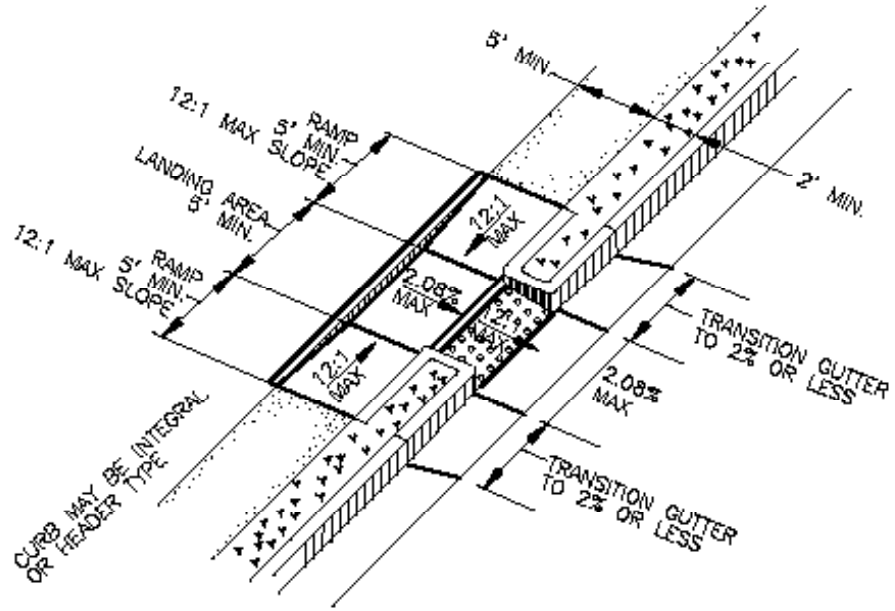 5' MIN.
12:1 MAX SLOPE
5' MIN.
RAMP
LANDING AREA
5' MIN.
12:1 MAX SLOPE
5' MIN.
RAMP
2' MIN.
12:1
MAX
2.08%
MAX
12:1
MAX
12:1
MAX
TRANSITION GUTTER
TO 2% OR LESS
2.08%
MAX
TRANSITION GUTTER
TO 2% OR LESS
CURB MAY BE INTEGRAL
OR HEADER TYPE